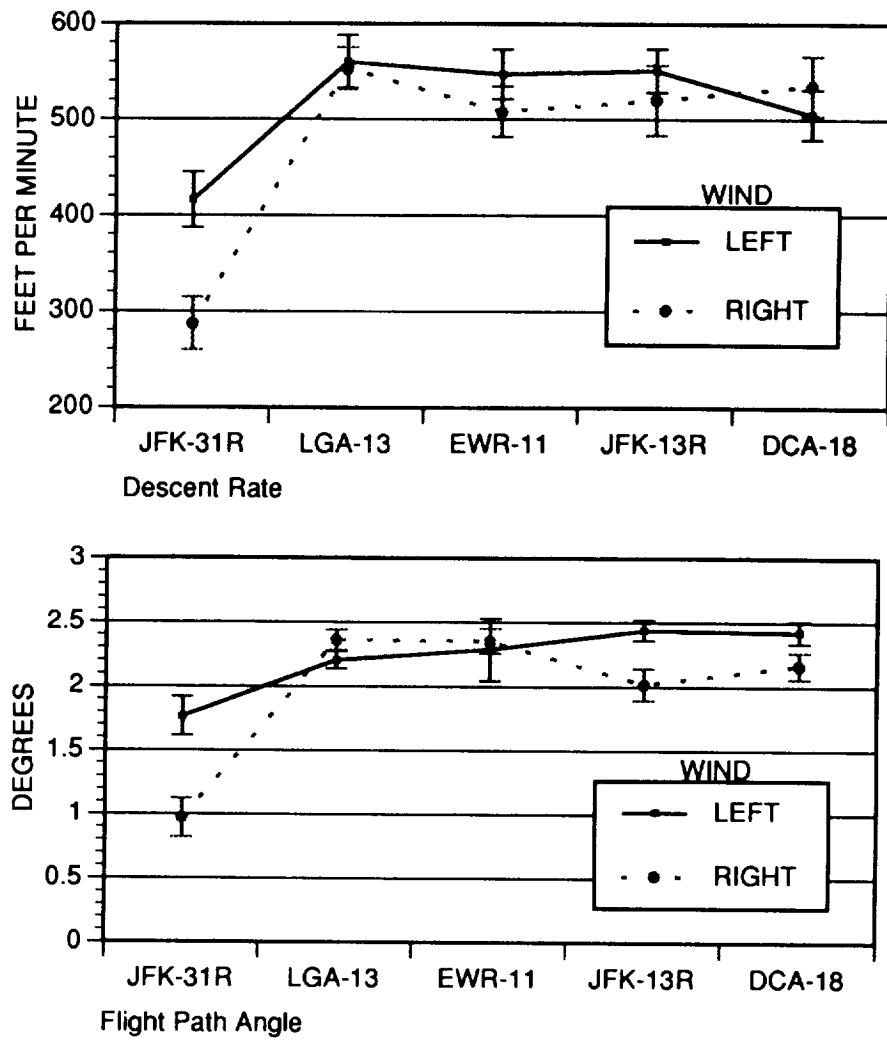 FEET PER MINUTE
600
500
400
300
200
WIND
LEFT
RIGHT
JFK-31R LGA-13 EWR-11 JFK-13R DCA-18
Descent Rate
DEGREES
3
2.5
2
1.5
1
0.5
0
WIND
LEFT
RIGHT
JFK-31R LGA-13 EWR-11 JFK-13R DCA-18
Flight Path Angle